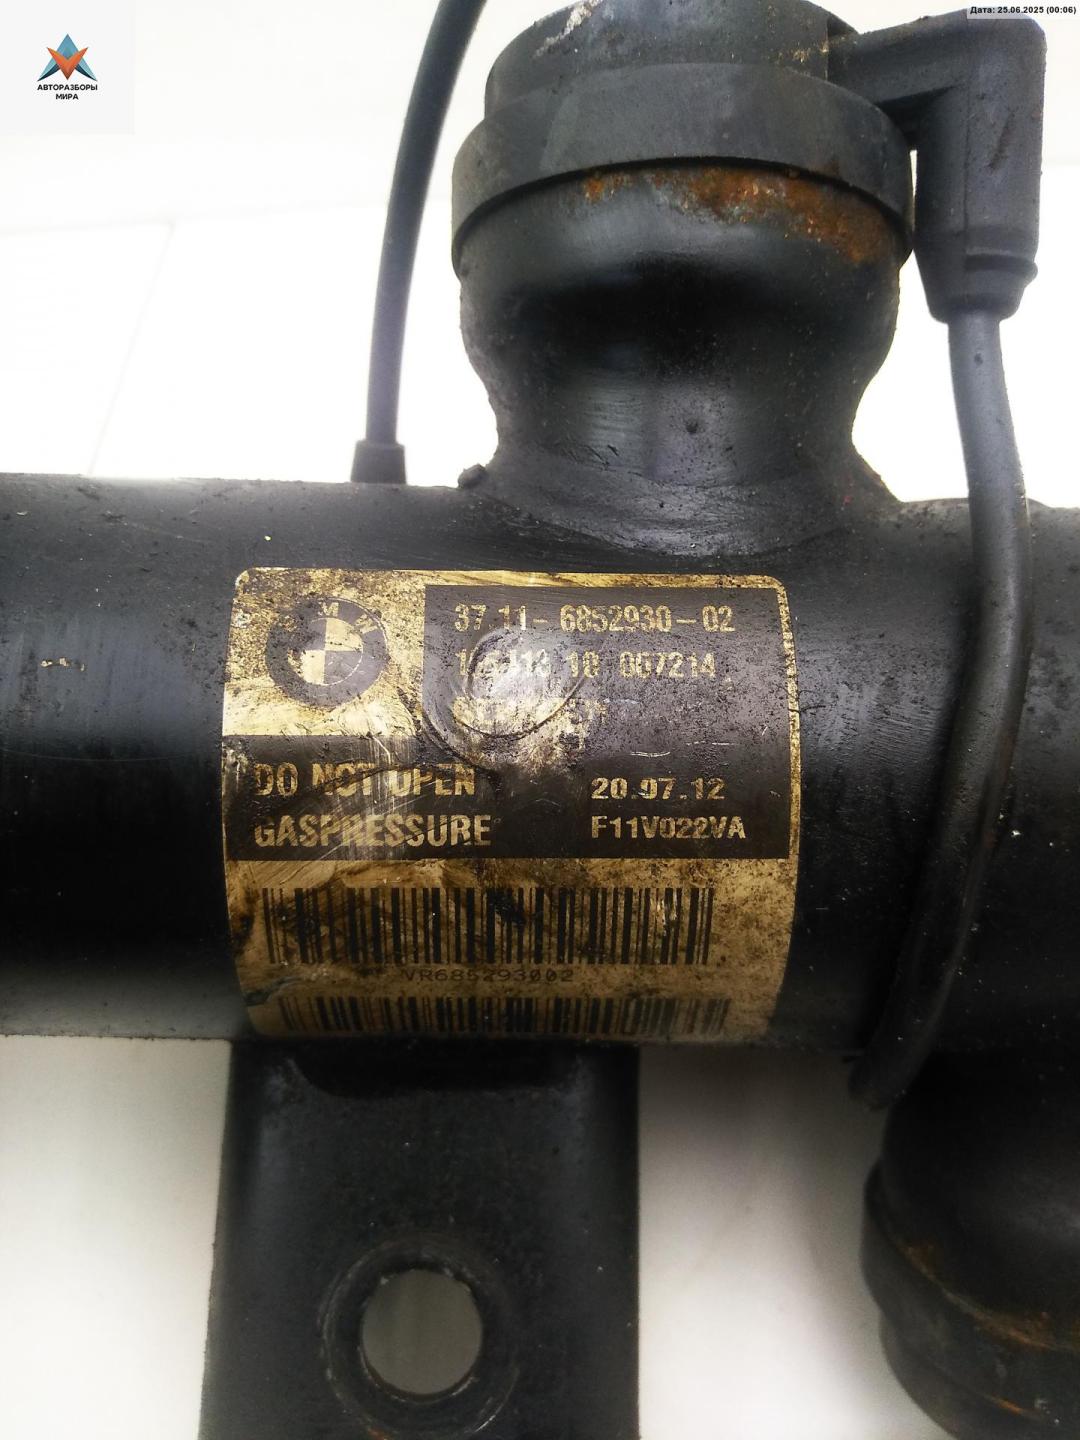 Дата: 25.06.2025 (00:06)
АВТОРАЗБОРЫ
МИРА
37.11-6852930-02
007214
DO NOT OPEN
GASPRESSURE
20.07.12
F11V022VA
VR685293002